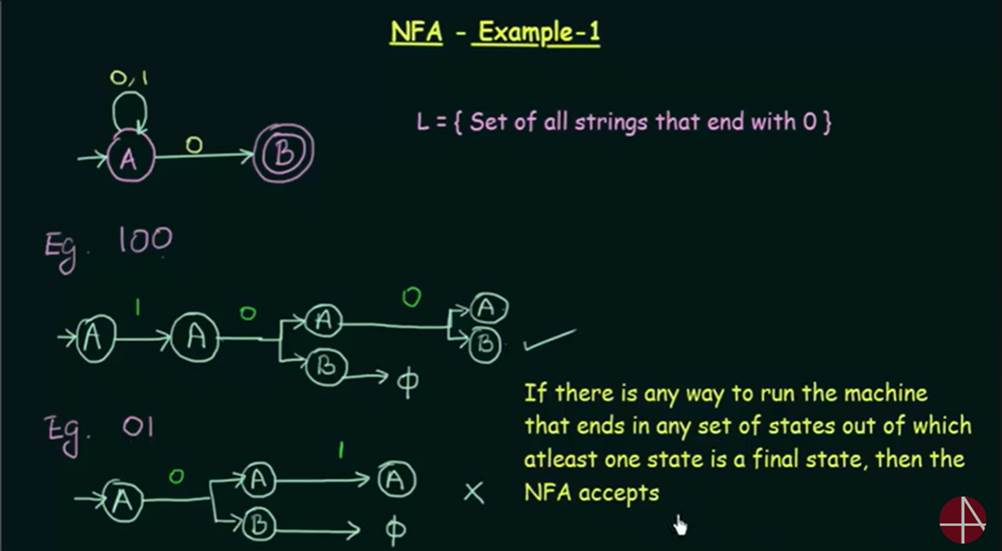 NFA - Example-1
0,1
L = { Set of all strings that end with 0 }
A 0 B
Eg. 100
1 0 0
A A A B ϕ A B ✓
Eg. 01
0 1
A A B A ϕ ×
If there is any way to run the machine
that ends in any set of states out of which
atleast one state is a final state, then the
NFA accepts